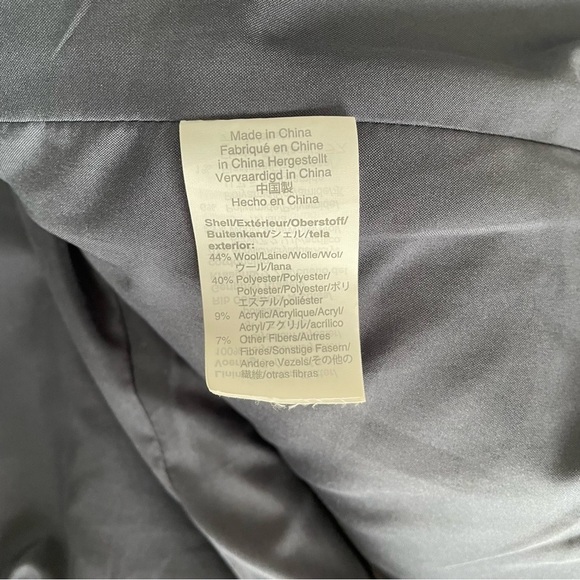 Made in China
Fabriqué en Chine
in China Hergestellt
Vervaardigd in China
中国製
Hecho en China
Shell/Extérieur/Oberstoff/
Buitenkant/シェル/tela
exterior:
44% Wool/Laine/Wolle/Wol/
ウール/lana
40% Polyester/Polyester/
Polyester/Polyester/ポリ
エステル/poliéster
9% Acrylic/Acrylique/Acryl/
Acryl/アクリル/acrílico
7% Other Fibers/Autres
Fibres/Sonstige Fasern/
Andere Vezels/その他の
繊維/otras fibras